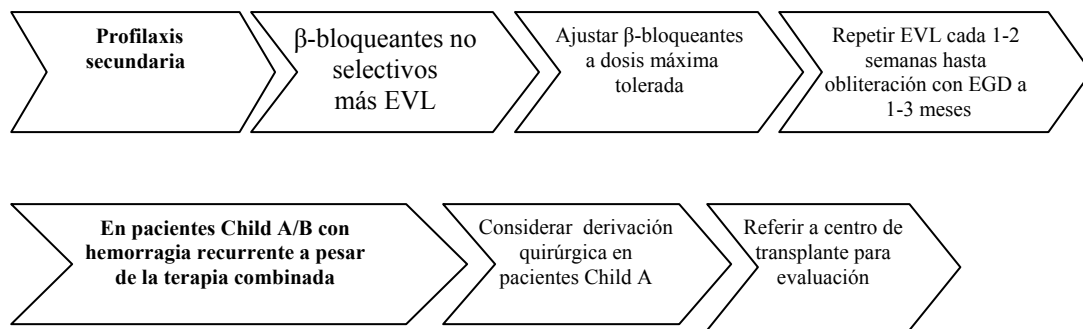 Profilaxis
secundaria
β-bloqueantes no
selectivos
más EVL
Ajustar β-bloqueantes
a dosis máxima
tolerada
Repetir EVL cada 1-2
semanas hasta
obliteración con EGD a
1-3 meses
En pacientes Child A/B con
hemorragia recurrente a pesar
de la terapia combinada
Considerar derivación
quirúrgica en
pacientes Child A
Referir a centro de
transplante para
evaluación